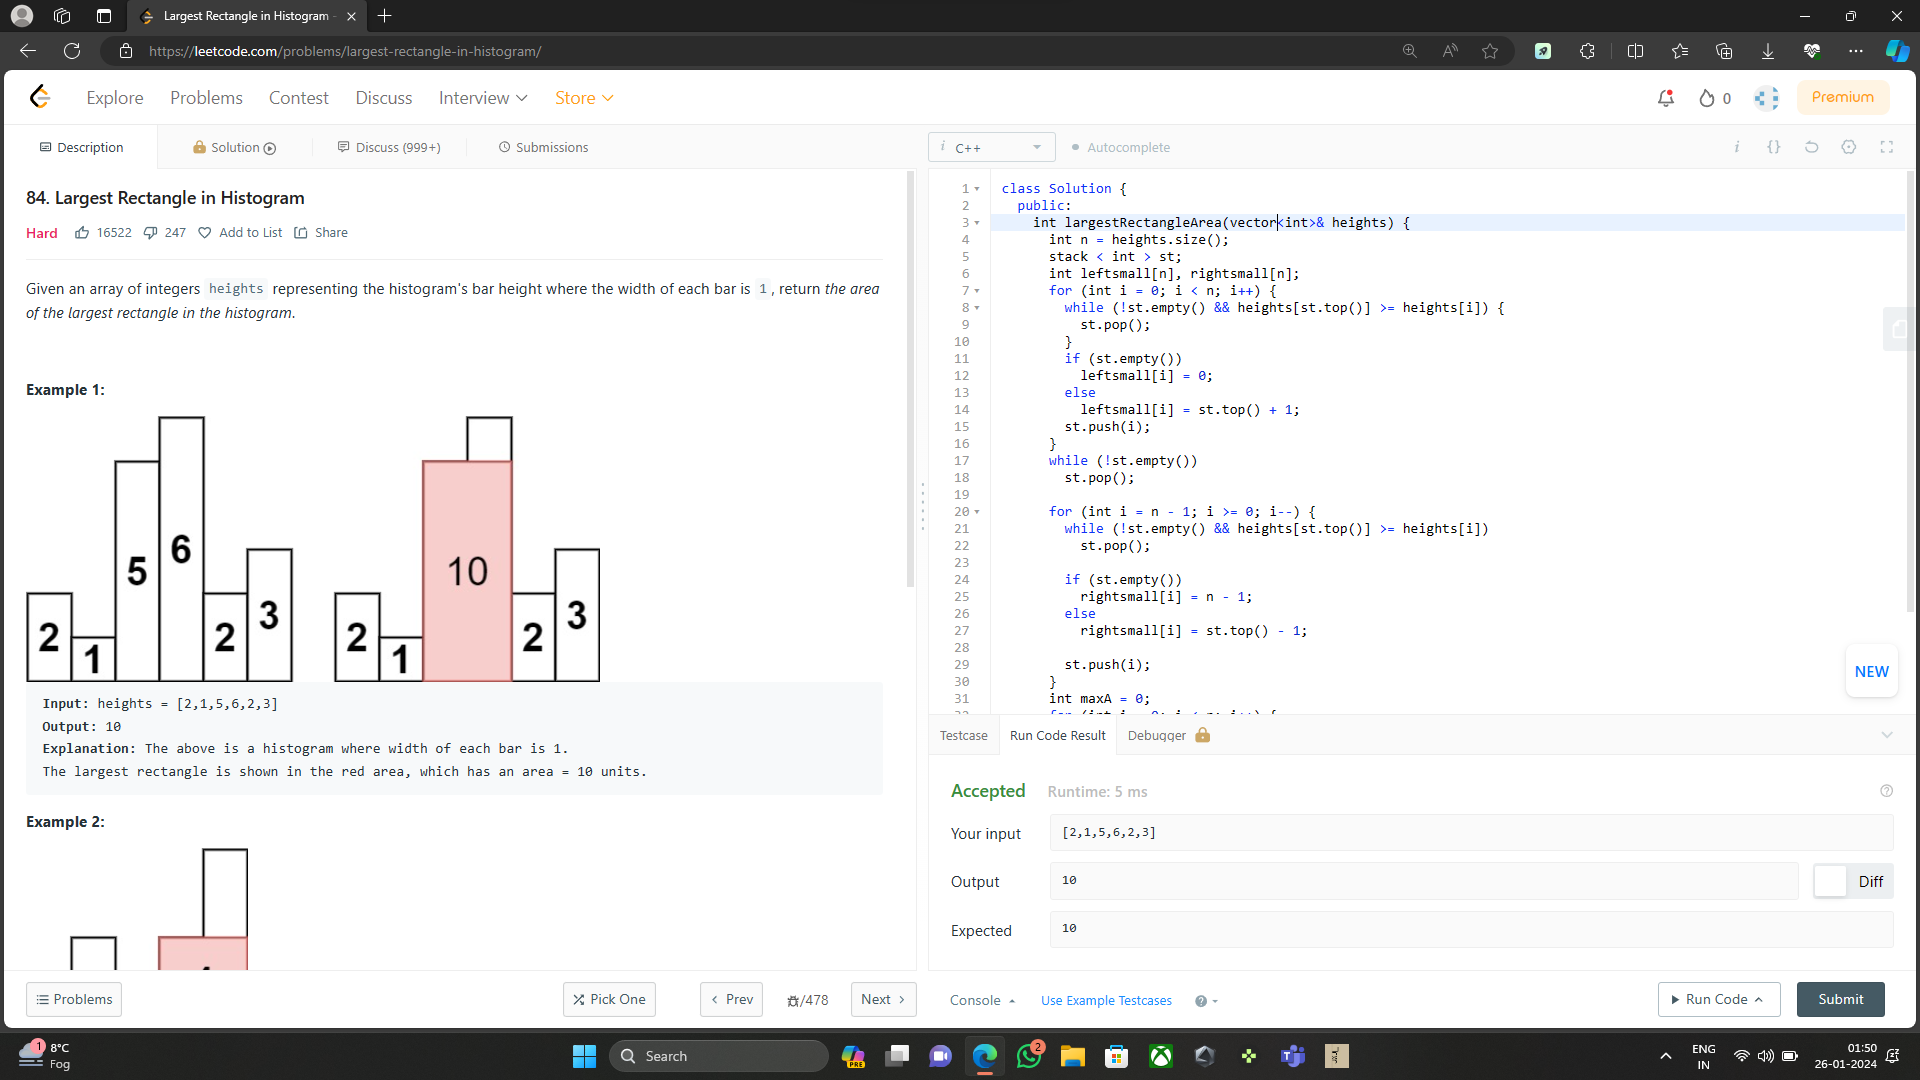 Largest Rectangle in Histogram
https://leetcode.com/problems/largest-rectangle-in-histogram/
Explore
Problems
Contest
Discuss
Interview
Store
0
Premium
Description
Solution
Discuss (999+)
Submissions
84. Largest Rectangle in Histogram
Hard
16522
247
Add to List
Share
Given an array of integers heights representing the histogram's bar height where the width of each bar is 1, return the area
of the largest rectangle in the histogram.
Example 1:
2
1
5
6
2
3
2
1
10
2
3
Input: heights = [2,1,5,6,2,3]
Output: 10
Explanation: The above is a histogram where width of each bar is 1.
The largest rectangle is shown in the red area, which has an area = 10 units.
Example 2:
Problems
Pick One
Prev
/478
Next
i C++
Autocomplete
i {}
1 class Solution {
2 public:
3 int largestRectangleArea(vector<int>& heights) {
4 int n = heights.size();
5 stack < int > st;
6 int leftsmall[n], rightsmall[n];
7 for (int i = 0; i < n; i++) {
8 while (!st.empty() && heights[st.top()] >= heights[i]) {
9 st.pop();
10 }
11 if (st.empty())
12 leftsmall[i] = 0;
13 else
14 leftsmall[i] = st.top() + 1;
15 st.push(i);
16 }
17 while (!st.empty())
18 st.pop();
19
20 for (int i = n - 1; i >= 0; i--) {
21 while (!st.empty() && heights[st.top()] >= heights[i])
22 st.pop();
23
24 if (st.empty())
25 rightsmall[i] = n - 1;
26 else
27 rightsmall[i] = st.top() - 1;
28
29 st.push(i);
30 }
31 int maxA = 0;
NEW
Testcase
Run Code Result
Debugger
Accepted
Runtime: 5 ms
Your input
[2,1,5,6,2,3]
Output
10
Diff
Expected
10
Console
Use Example Testcases
Run Code
Submit
1
8°C
Fog
Search
PRE
2
ENG
IN
01:50
26-01-2024